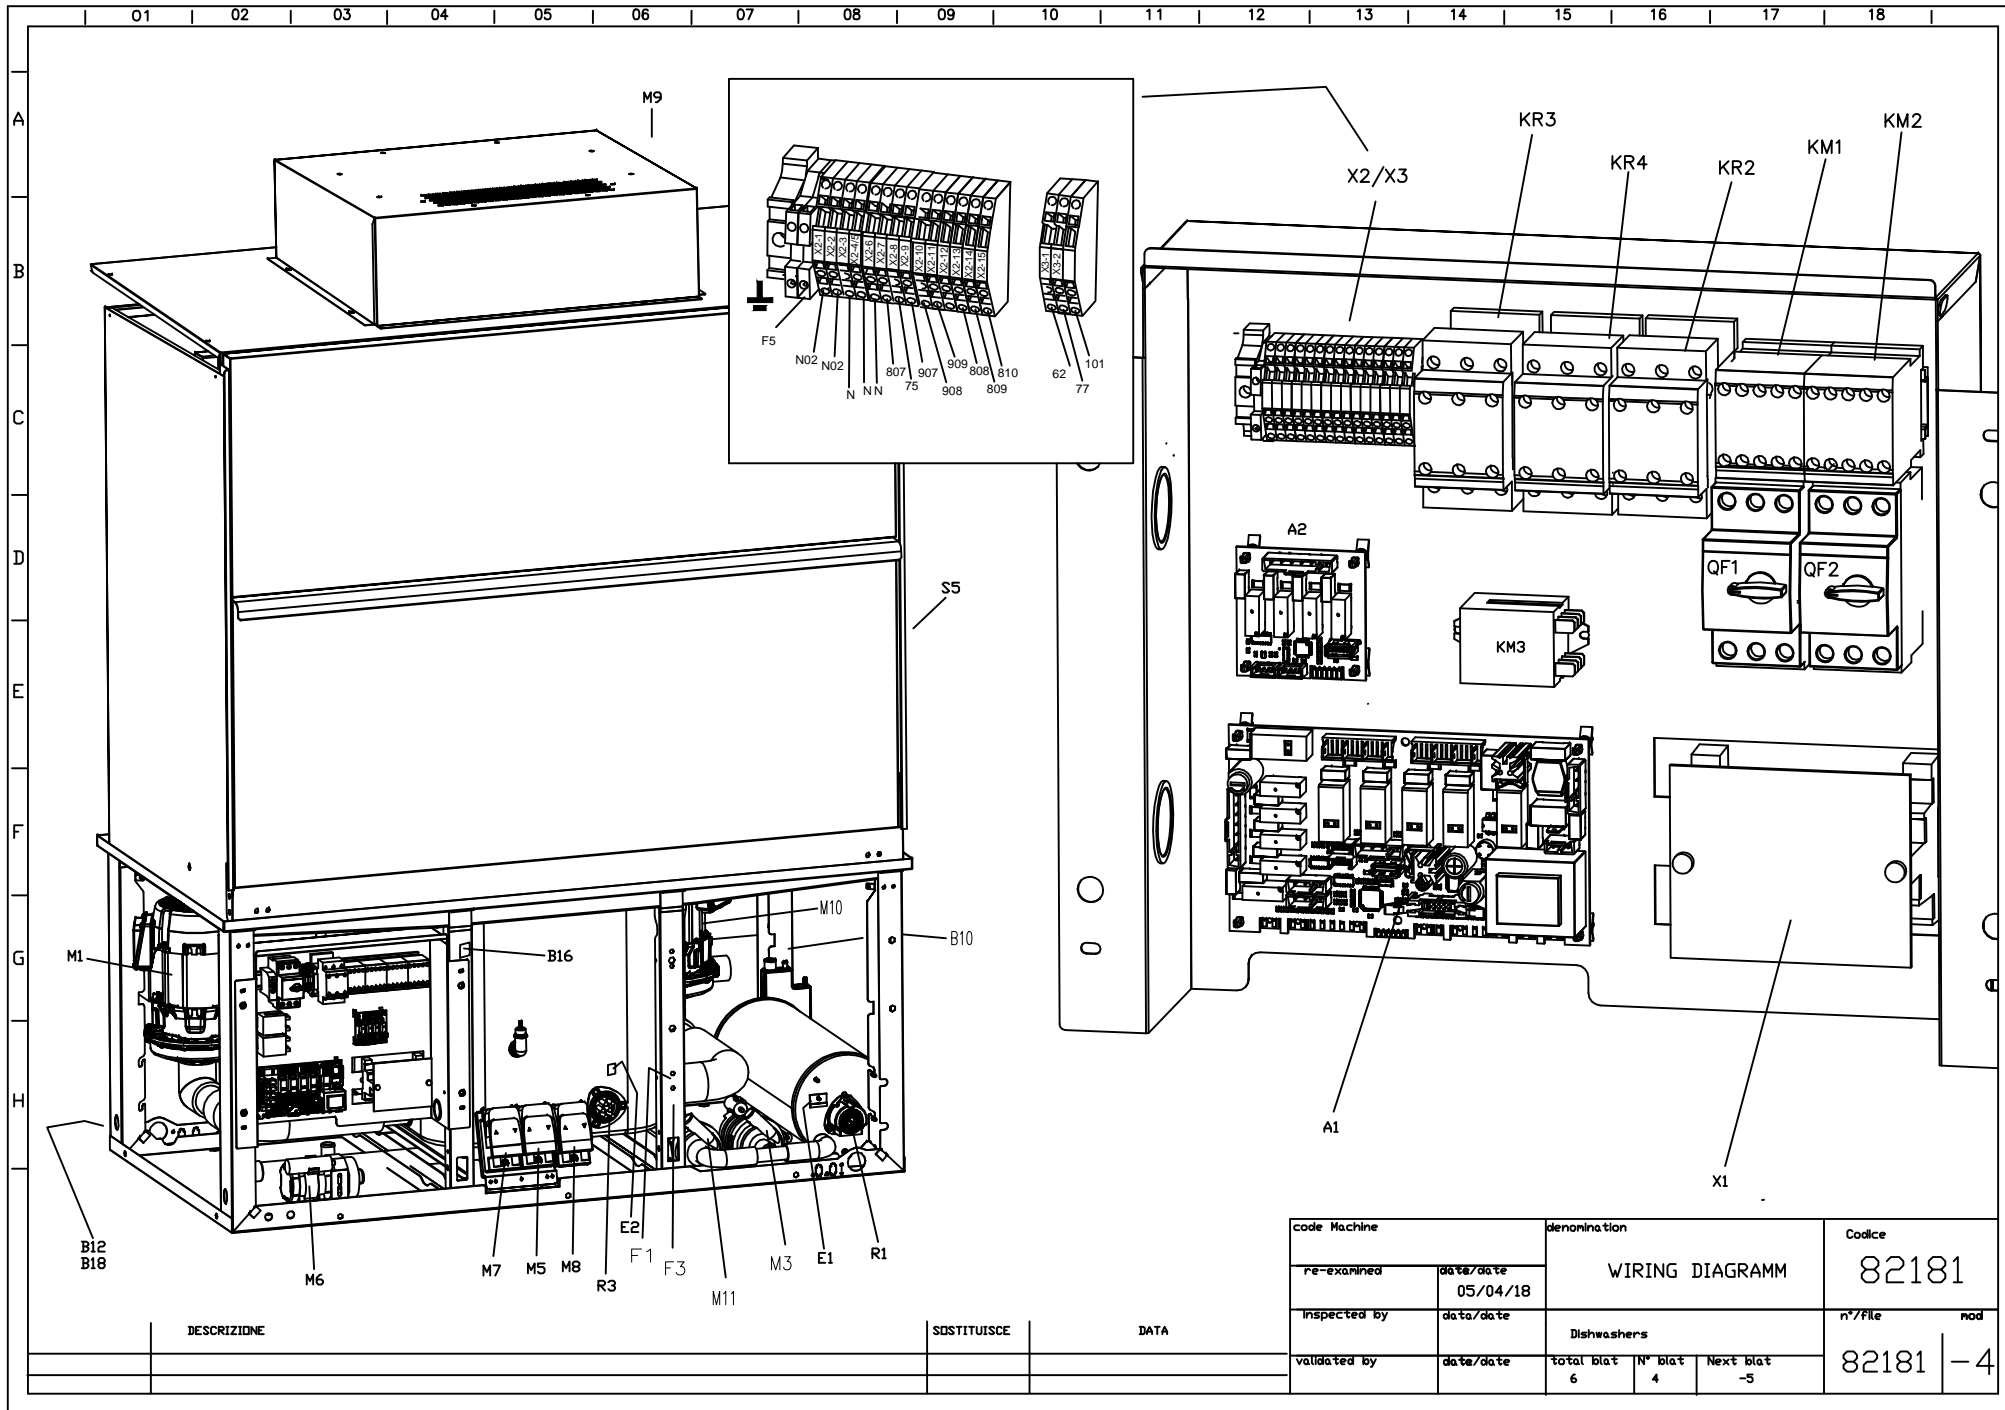 01 02 03 04 05 06 07 08 09 10 11 12 13 14 15 16 17 18
A
B
C
D
E
F
G
H
M9
X2-1
X2-2
X2-3
X2-4/5
X2-6
X2-7
X2-8
X2-9
X2-10
X2-11
X2-12
X2-13
X2-14
X2-15
X3-1
X3-2
F5
N02
N02
N
N N
807
75
907
908
909
808
809
810
62
77
101
X2/X3
KR3
KR4
KR2
KM1
KM2
A2
QF1
QF2
KM3
S5
M1
B16
M10
B10
B12
B18
M6
M7
M5
M8
R3
E2
F1
F3
M11
M3
E1
R1
A1
X1
DESCRIZIONE SOSTITUISCE DATA
code Machine
denomination
WIRING DIAGRAMM
Codice
82181
re-examined
date/date
05/04/18
inspected by
data/date
Dishwashers
n°/file
mod
82181
-4
validated by
date/date
total blat
6
N° blat
4
Next blat
-5